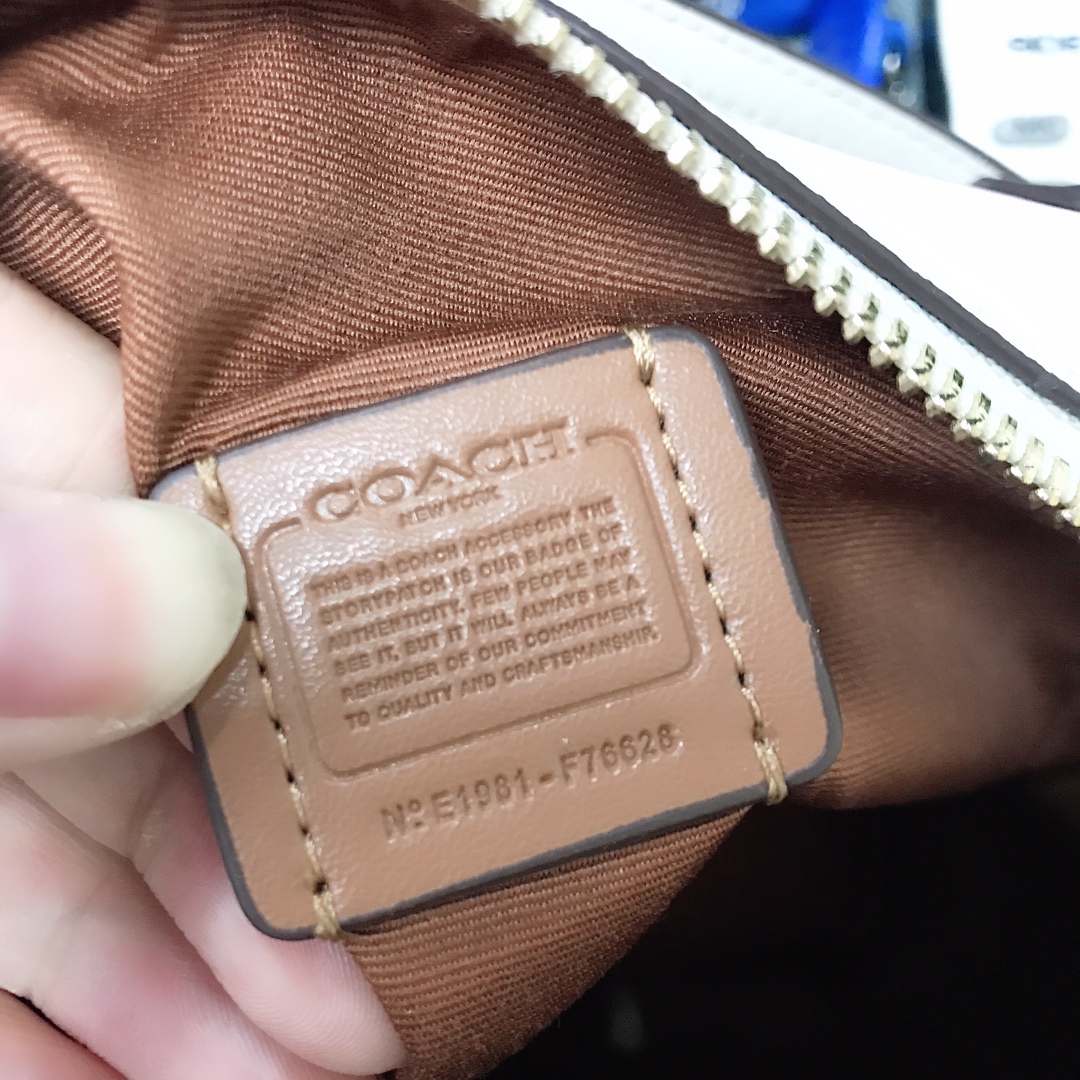 COACH
NEW YORK
THIS IS A COACH ACCESSORY THE
STORYPATCH IS OUR BADGE OF
AUTHENTICITY. FEW PEOPLE MAY
SEE IT, BUT IT WILL ALWAYS BE A
REMINDER OF OUR COMMITMENT
TO QUALITY AND CRAFTSMANSHIP.
Nº E1981-F76628